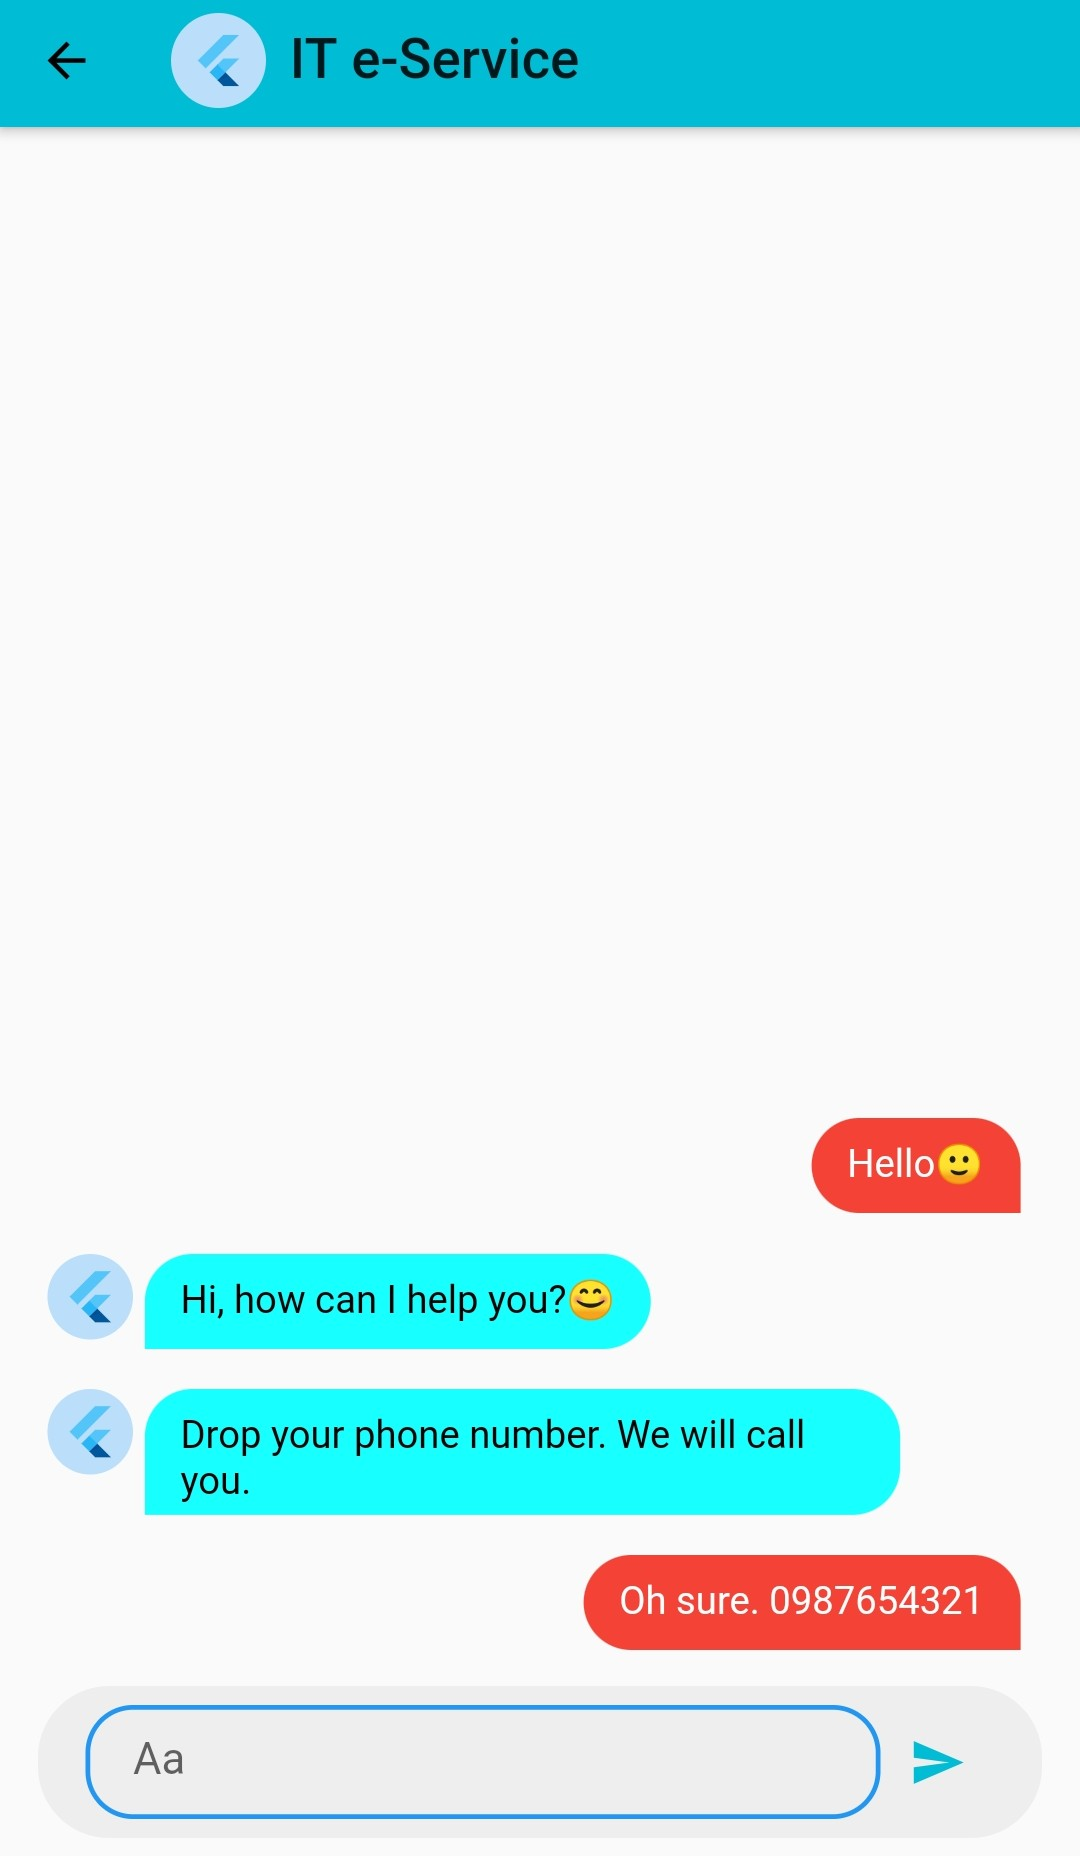 IT e-Service
Hello🙂
Hi, how can I help you?😊
Drop your phone number. We will call
you.
Oh sure. 0987654321
Aa